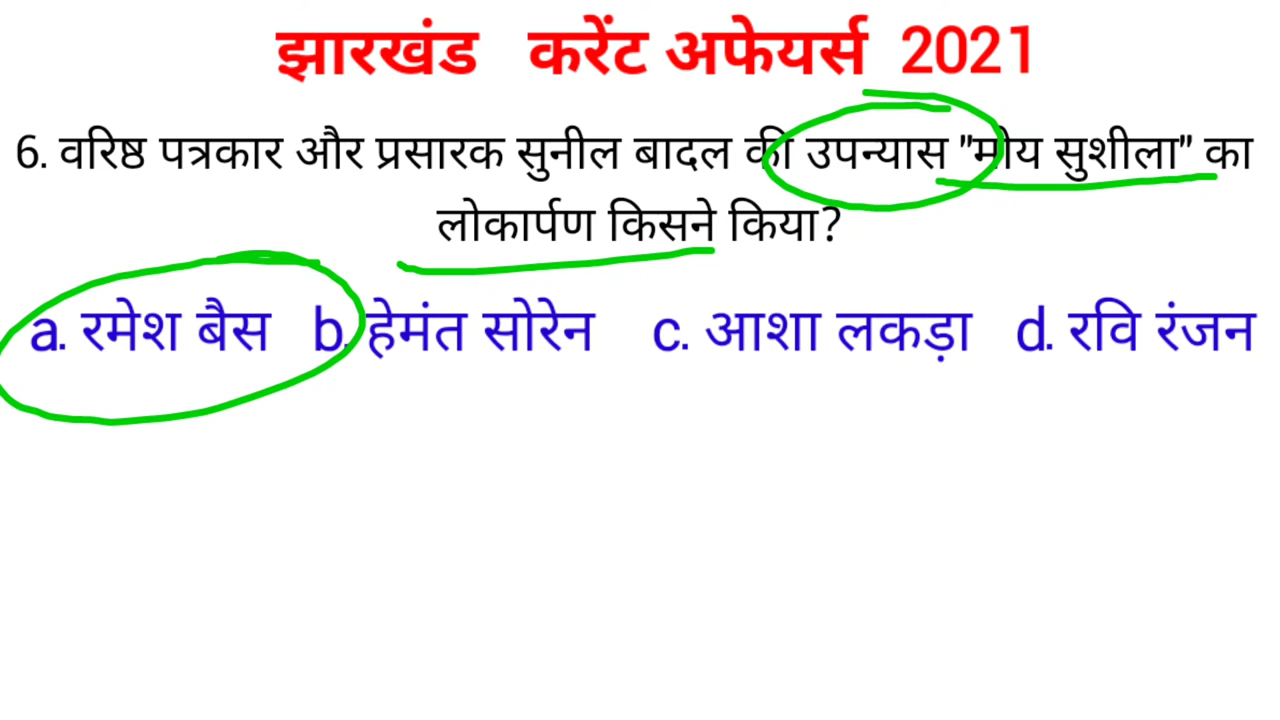 झारखंड करेंट अफेयर्स 2021
6. वरिष्ठ पत्रकार और प्रसारक सुनील बादल की उपन्यास "मोय सुशीला" का
लोकार्पण किसने किया?
a. रमेश बैस b. हेमंत सोरेन c. आशा लकड़ा d. रवि रंजन